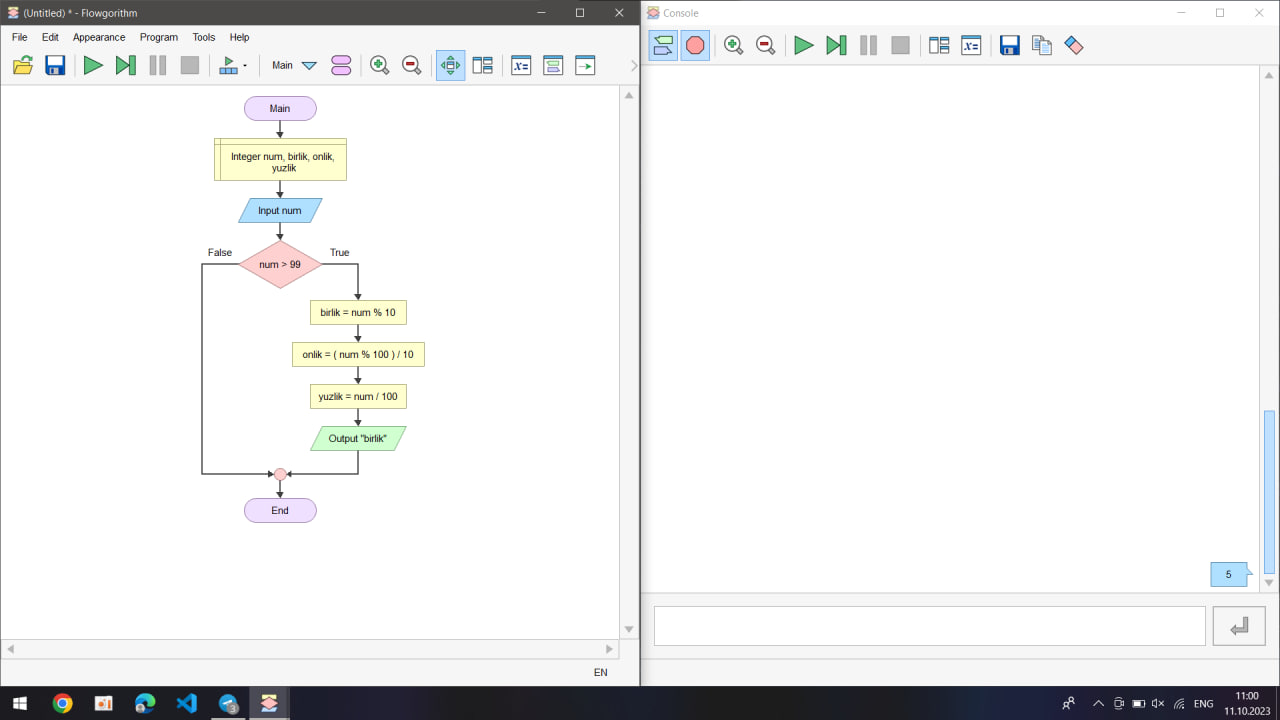 (Untitled) * - Flowgorithm
File Edit Appearance Program Tools Help
Main
x=
Main
Integer num, birlik, onlik,
yuzlik
Input num
False
True
num > 99
birlik = num % 10
onlik = ( num % 100 ) / 10
yuzlik = num / 100
Output "birlik"
End
EN
Console
x=
5
3
ENG
11:00
11.10.2023